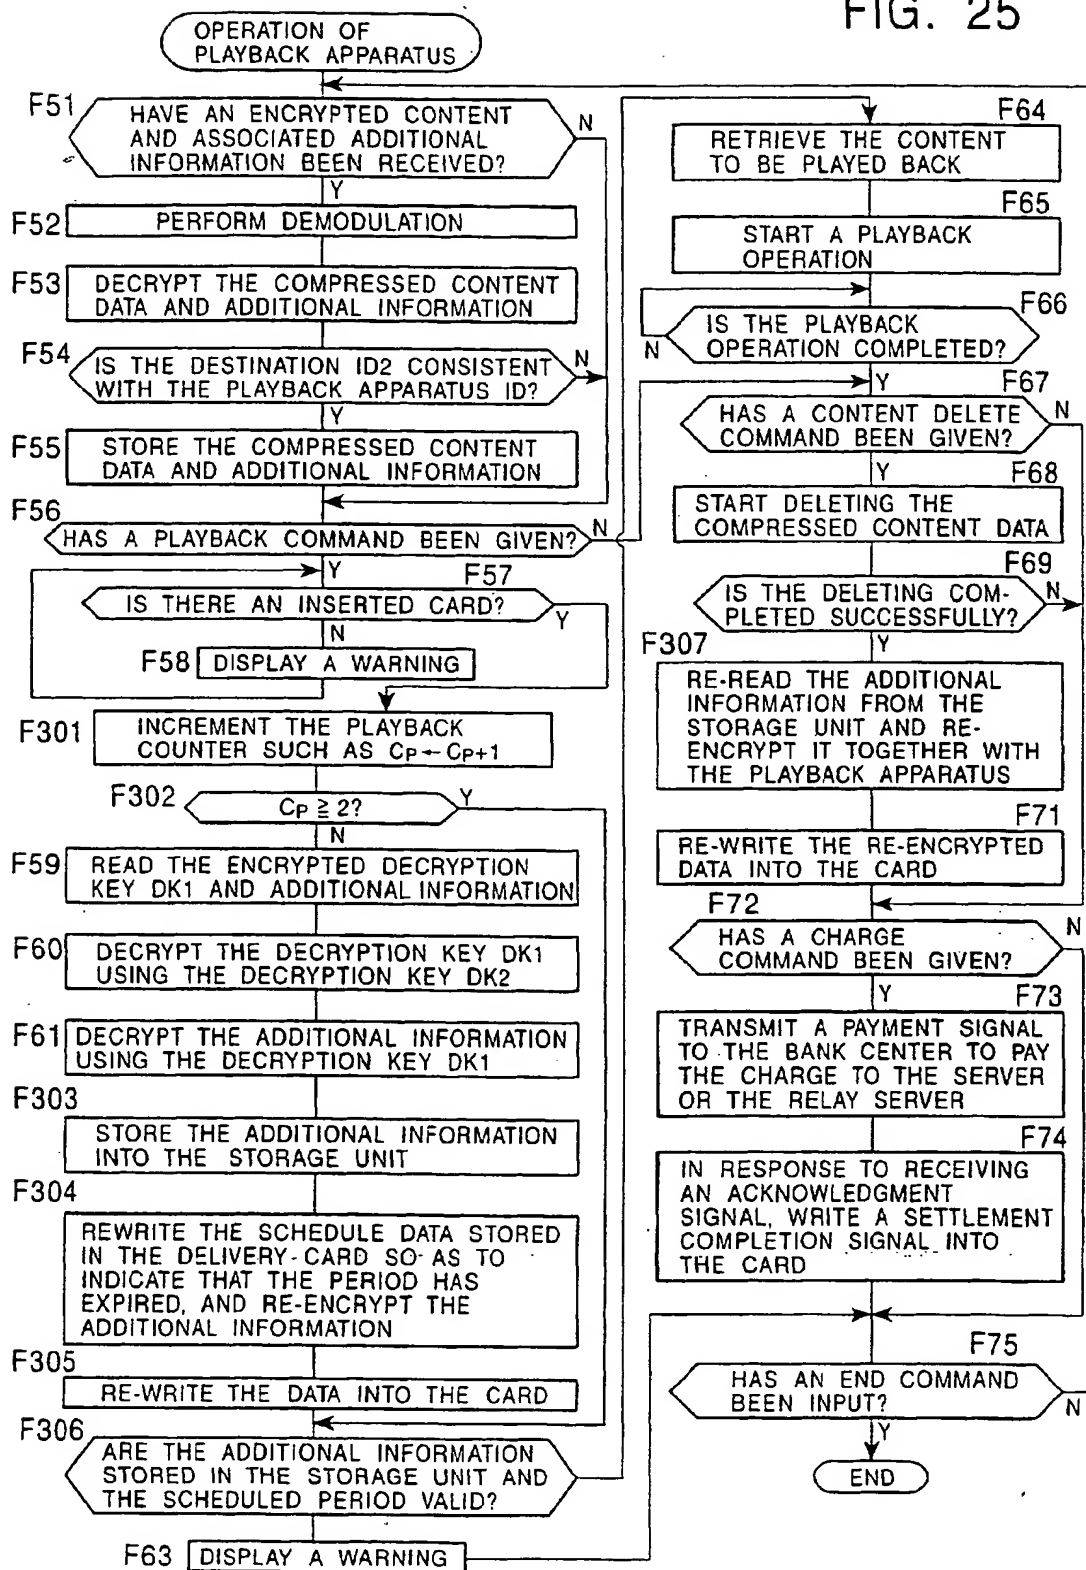 FIG. 25
OPERATION OF
PLAYBACK APPARATUS
F51
HAVE AN ENCRYPTED CONTENT
AND ASSOCIATED ADDITIONAL
INFORMATION BEEN RECEIVED?
N
Y
F52
PERFORM DEMODULATION
F53
DECRYPT THE COMPRESSED CONTENT
DATA AND ADDITIONAL INFORMATION
F54
IS THE DESTINATION ID2 CONSISTENT
WITH THE PLAYBACK APPARATUS ID?
N
Y
F55
STORE THE COMPRESSED CONTENT
DATA AND ADDITIONAL INFORMATION
F56
HAS A PLAYBACK COMMAND BEEN GIVEN?
N
Y
F57
IS THERE AN INSERTED CARD?
Y
N
F58
DISPLAY A WARNING
F301
INCREMENT THE PLAYBACK
COUNTER SUCH AS CP←CP+1
F302
CP≧2?
Y
N
F59
READ THE ENCRYPTED DECRYPTION
KEY DK1 AND ADDITIONAL INFORMATION
F60
DECRYPT THE DECRYPTION KEY DK1
USING THE DECRYPTION KEY DK2
F61
DECRYPT THE ADDITIONAL INFORMATION
USING THE DECRYPTION KEY DK1
F303
STORE THE ADDITIONAL INFORMATION
INTO THE STORAGE UNIT
F304
REWRITE THE SCHEDULE DATA STORED
IN THE DELIVERY-CARD SO AS TO
INDICATE THAT THE PERIOD HAS
EXPIRED, AND RE-ENCRYPT THE
ADDITIONAL INFORMATION
F305
RE-WRITE THE DATA INTO THE CARD
F306
ARE THE ADDITIONAL INFORMATION
STORED IN THE STORAGE UNIT AND
THE SCHEDULED PERIOD VALID?
F63
DISPLAY A WARNING
F64
RETRIEVE THE CONTENT
TO BE PLAYED BACK
F65
START A PLAYBACK
OPERATION
F66
IS THE PLAYBACK
OPERATION COMPLETED?
N
Y
F67
HAS A CONTENT DELETE
COMMAND BEEN GIVEN?
N
Y
F68
START DELETING THE
COMPRESSED CONTENT DATA
F69
IS THE DELETING COM-
PLETED SUCCESSFULLY?
N
Y
F307
RE-READ THE ADDITIONAL
INFORMATION FROM THE
STORAGE UNIT AND RE-
ENCRYPT IT TOGETHER WITH
THE PLAYBACK APPARATUS
F71
RE-WRITE THE RE-ENCRYPTED
DATA INTO THE CARD
F72
HAS A CHARGE
COMMAND BEEN GIVEN?
N
Y
F73
TRANSMIT A PAYMENT SIGNAL
TO THE BANK CENTER TO PAY
THE CHARGE TO THE SERVER
OR THE RELAY SERVER
F74
IN RESPONSE TO RECEIVING
AN ACKNOWLEDGMENT
SIGNAL, WRITE A SETTLEMENT
COMPLETION SIGNAL INTO
THE CARD
F75
HAS AN END COMMAND
BEEN INPUT?
N
Y
END